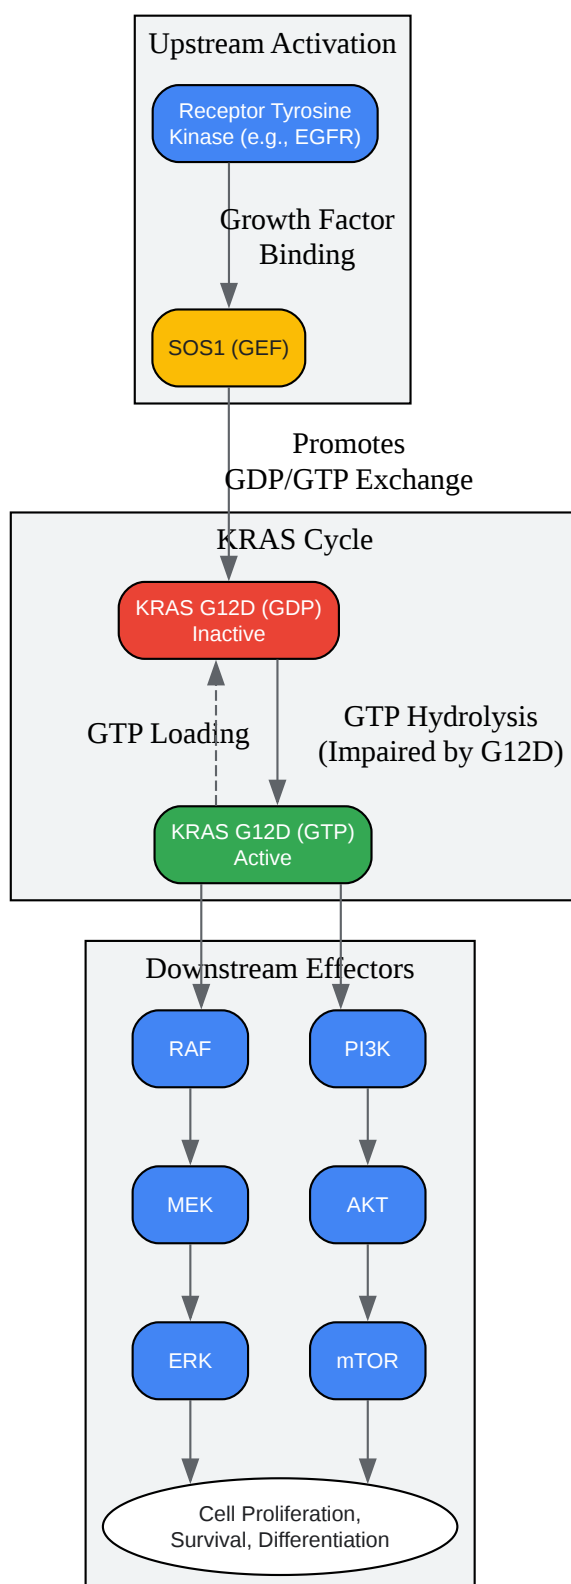 Upstream Activation
Receptor Tyrosine
Kinase (e.g., EGFR)
Growth Factor
Binding
SOS1 (GEF)
Promotes
GDP/GTP Exchange
KRAS Cycle
KRAS G12D (GDP)
Inactive
GTP Loading
GTP Hydrolysis
(Impaired by G12D)
KRAS G12D (GTP)
Active
Downstream Effectors
RAF
PI3K
MEK
AKT
ERK
mTOR
Cell Proliferation,
Survival, Differentiation